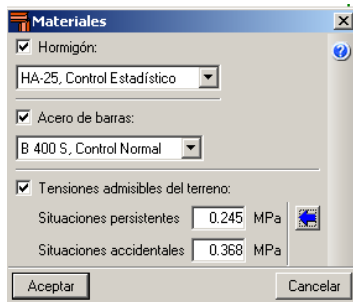 Materiales
Hormigón:
HA-25, Control Estadístico
Acero de barras:
B 400 S, Control Normal
Tensiones admisibles del terreno:
Situaciones persistentes 0.245 MPa
Situaciones accidentales 0.368 MPa
Aceptar Cancelar